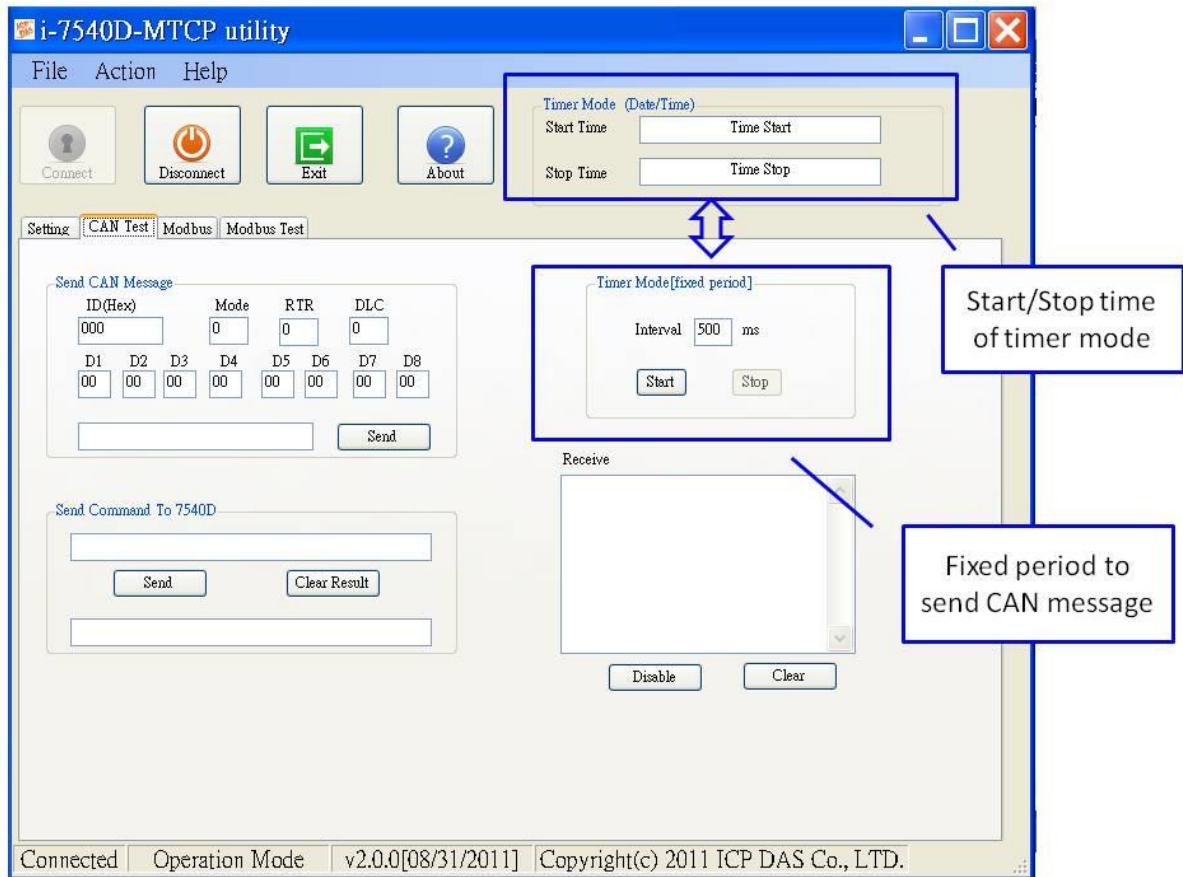 i-7540D-MTCP utility
File Action Help
Connect
Disconnect
Exit
About
Timer Mode (Date/Time)
Start Time Time Start
Stop Time Time Stop
Setting CAN Test Modbus Modbus Test
Send CAN Message
ID(Hex) Mode RTR DLC
000 0 0 0
D1 D2 D3 D4 D5 D6 D7 D8
00 00 00 00 00 00 00 00
Send
Timer Mode[fixed period]
Interval 500 ms
Start Stop
Start/Stop time
of timer mode
Send Command To 7540D
Send Clear Result
Receive
Disable Clear
Fixed period to
send CAN message
Connected Operation Mode v2.0.0[08/31/2011] Copyright(c) 2011 ICP DAS Co., LTD.